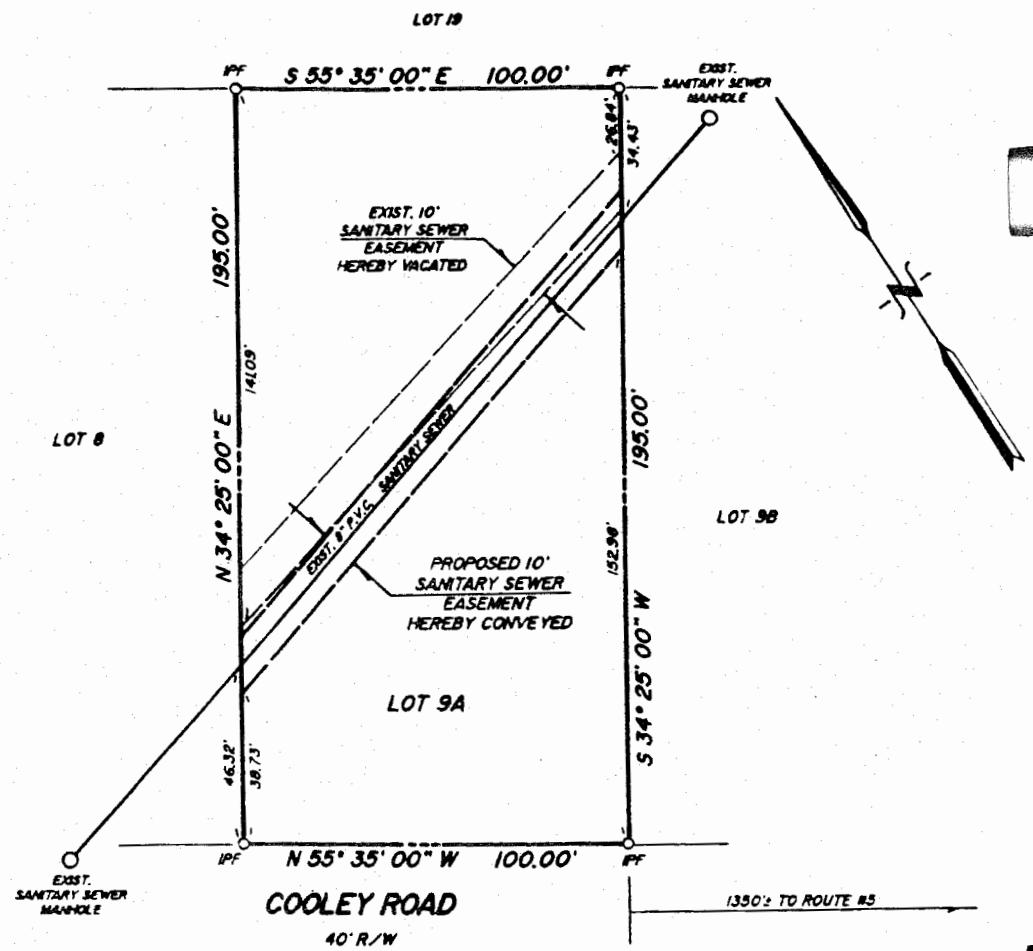 LOT 19
IPF
S 55° 35' 00" E 100.00'
IPF
EXIST.
SANITARY SEWER
MANHOLE
26.84'
34.43'
EXIST. 10'
SANITARY SEWER
EASEMENT
HEREBY VACATED
195.00'
141.09'
N 34° 25' 00" E
LOT 8
EXIST. 8" P.V.C. SANITARY SEWER
195.00'
152.98'
S 34° 25' 00" W
LOT 9B
PROPOSED 10'
SANITARY SEWER
EASEMENT
HEREBY CONVEYED
LOT 9A
46.32'
38.73'
IPF
N 55° 35' 00" W 100.00'
IPF
EXIST.
SANITARY SEWER
MANHOLE
COOLEY ROAD
40' R/W
1350'± TO ROUTE #5
N